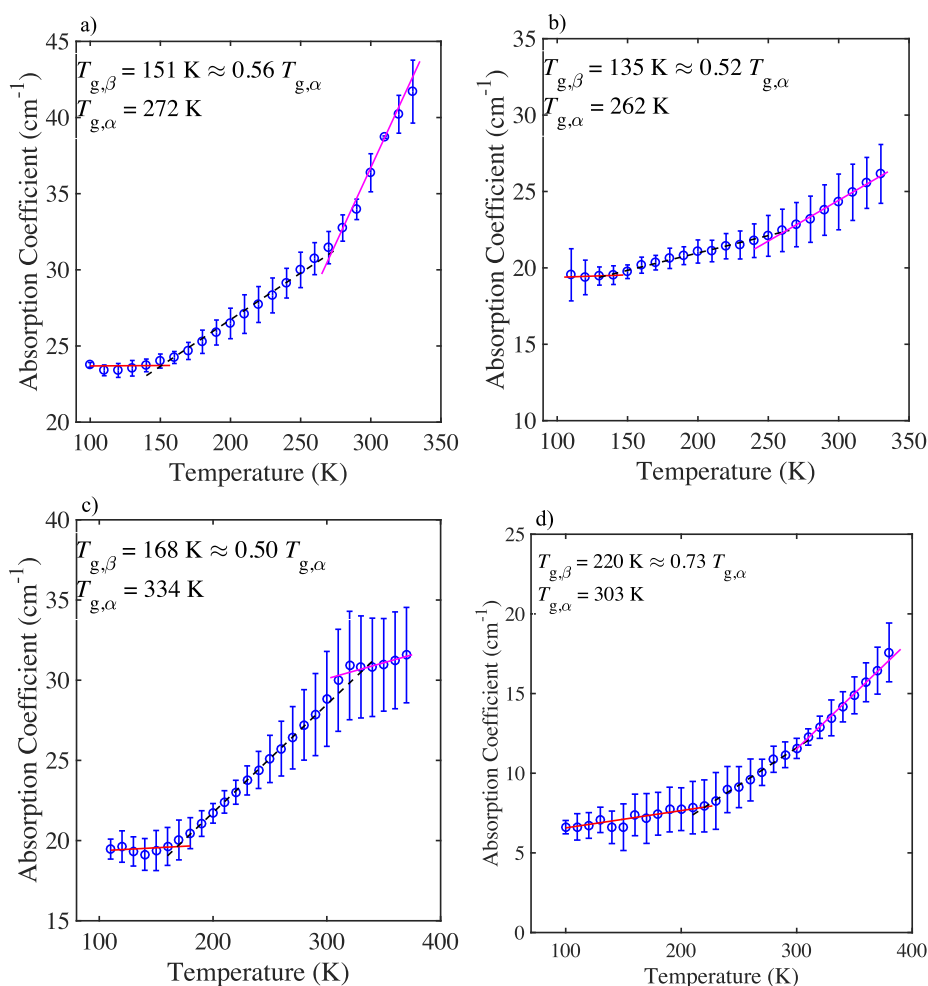 a)
T_g,β = 151 K ≈ 0.56 T_g,α
T_g,α = 272 K
Absorption Coefficient (cm⁻¹)
45
40
35
30
25
20
100 150 200 250 300 350
Temperature (K)
b)
T_g,β = 135 K ≈ 0.52 T_g,α
T_g,α = 262 K
Absorption Coefficient (cm⁻¹)
35
30
25
20
15
10
100 150 200 250 300 350
Temperature (K)
c)
T_g,β = 168 K ≈ 0.50 T_g,α
T_g,α = 334 K
Absorption Coefficient (cm⁻¹)
40
35
30
25
20
15
100 200 300 400
Temperature (K)
d)
T_g,β = 220 K ≈ 0.73 T_g,α
T_g,α = 303 K
Absorption Coefficient (cm⁻¹)
25
20
15
10
5
0
100 200 300 400
Temperature (K)